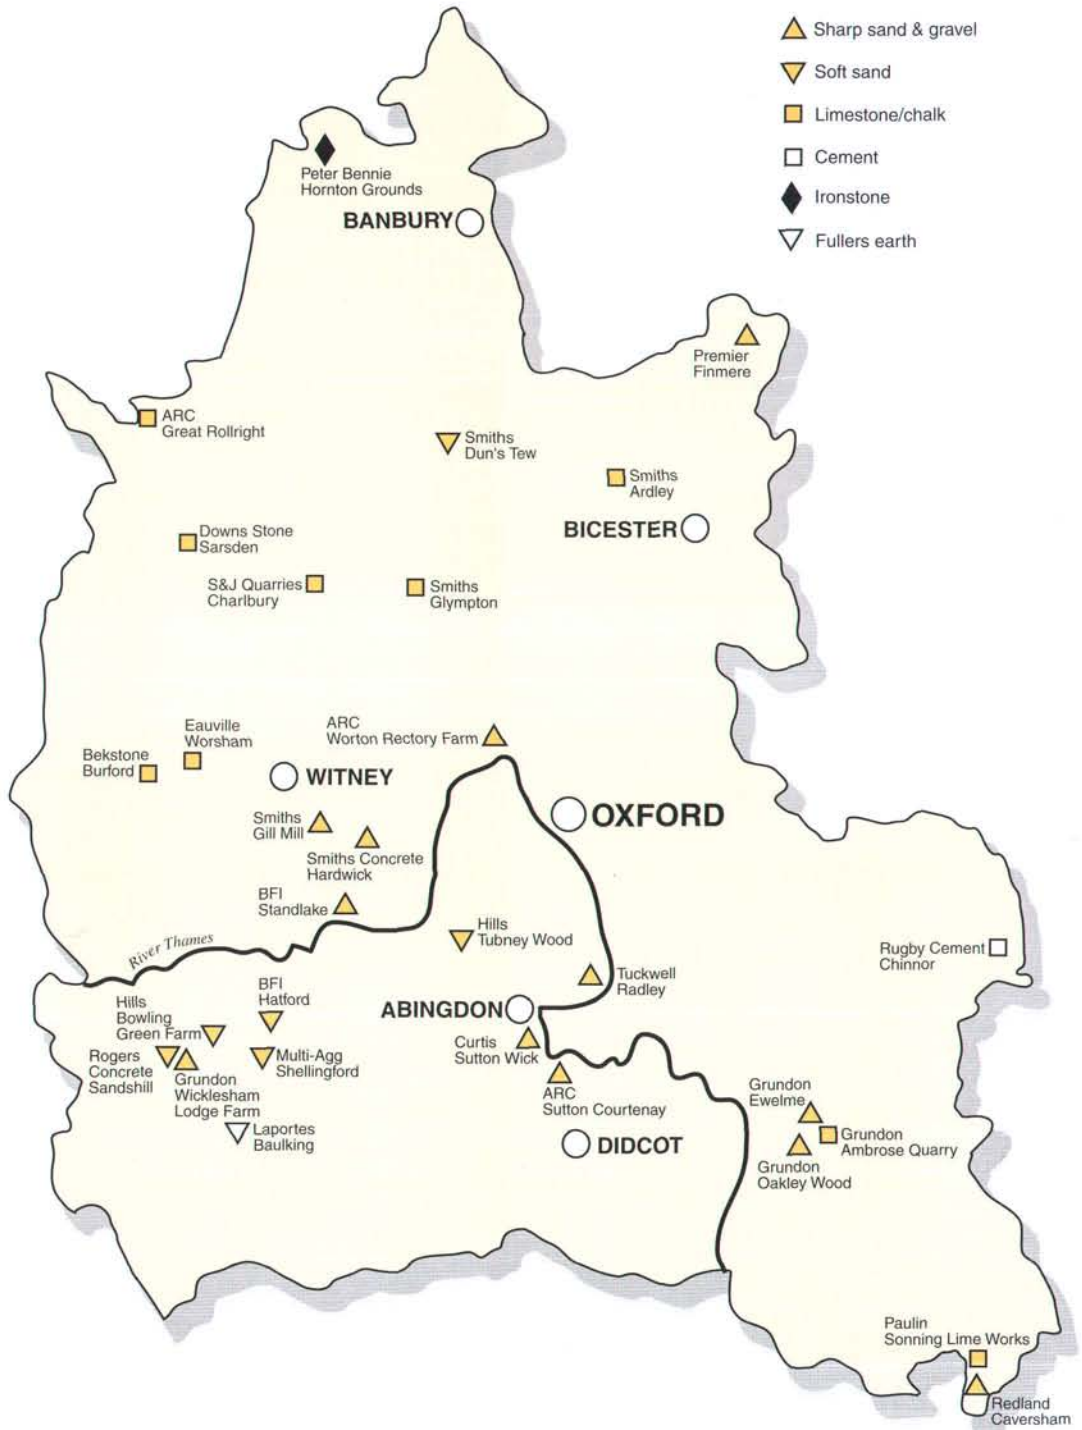 Sharp sand & gravel
Soft sand
Limestone/chalk
Cement
Ironstone
Fullers earth
Peter Bennie
Hornton Grounds
BANBURY
Premier
Finmere
ARC
Great Rollright
Smiths
Dun's Tew
Smiths
Ardley
BICESTER
Downs Stone
Sarsden
S&J Quarries
Charlbury
Smiths
Glympton
ARC
Worton Rectory Farm
Eauville
Worsham
Bekstone
Burford
WITNEY
OXFORD
Smiths
Gill Mill
Smiths Concrete
Hardwick
BFI
Standlake
River Thames
Hills
Tubney Wood
Rugby Cement
Chinnor
Tuckwell
Radley
BFI
Hatford
Hills
Bowling
Green Farm
ABINGDON
Curtis
Sutton Wick
Rogers
Concrete
Sandshill
Multi-Agg
Shellingford
Grundon
Wicklesham
Lodge Farm
ARC
Sutton Courtenay
Grundon
Ewelme
Laportes
Baulking
DIDCOT
Grundon
Ambrose Quarry
Grundon
Oakley Wood
Paulin
Sonning Lime Works
Redland
Caversham